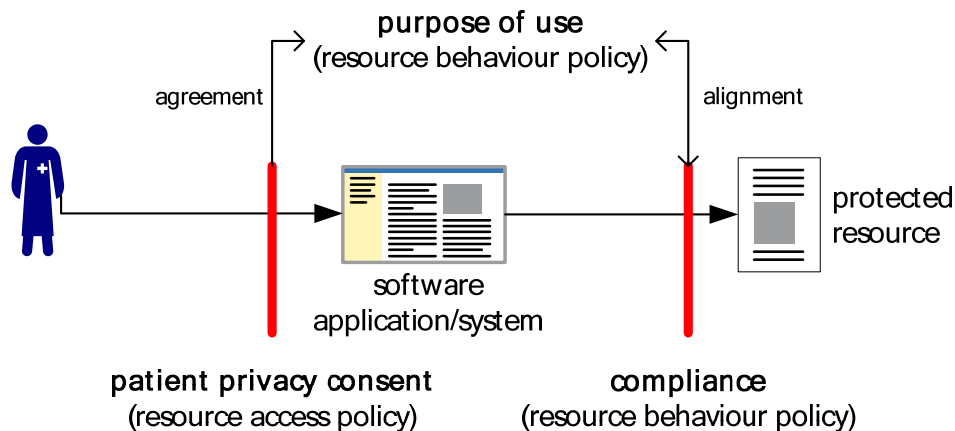 purpose of use
(resource behaviour policy)
agreement
alignment
protected
resource
software
application/system
patient privacy consent
(resource access policy)
compliance
(resource behaviour policy)